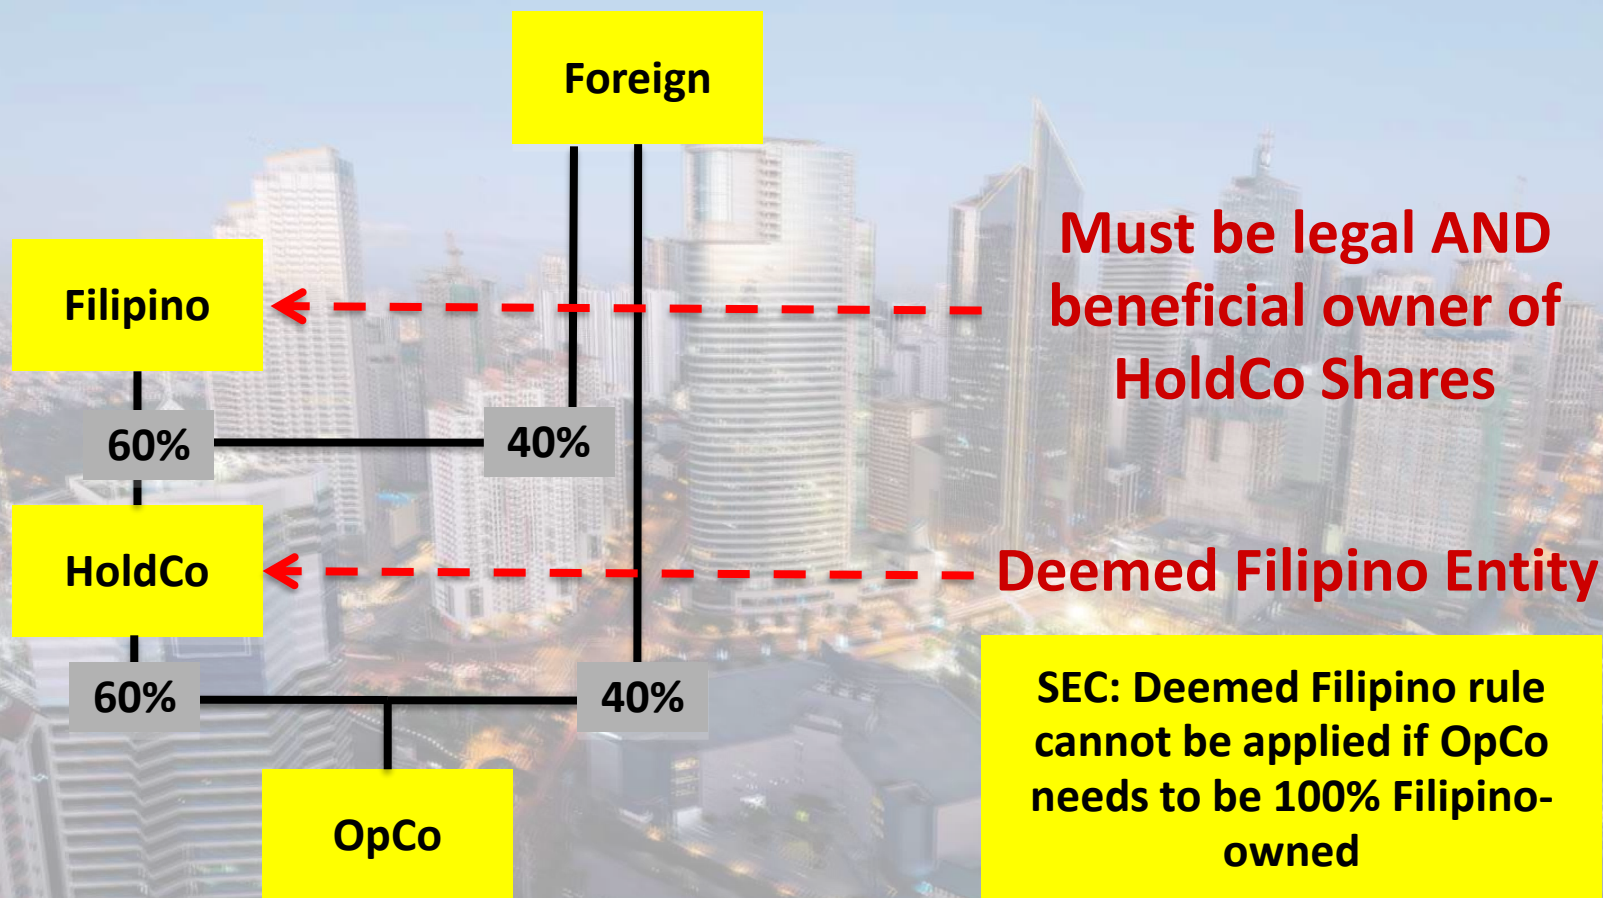 Foreign
Filipino
Must be legal AND
beneficial owner of
HoldCo Shares
60%
40%
HoldCo
Deemed Filipino Entity
60%
40%
OpCo
SEC: Deemed Filipino rule
cannot be applied if OpCo
needs to be 100% Filipino-
owned